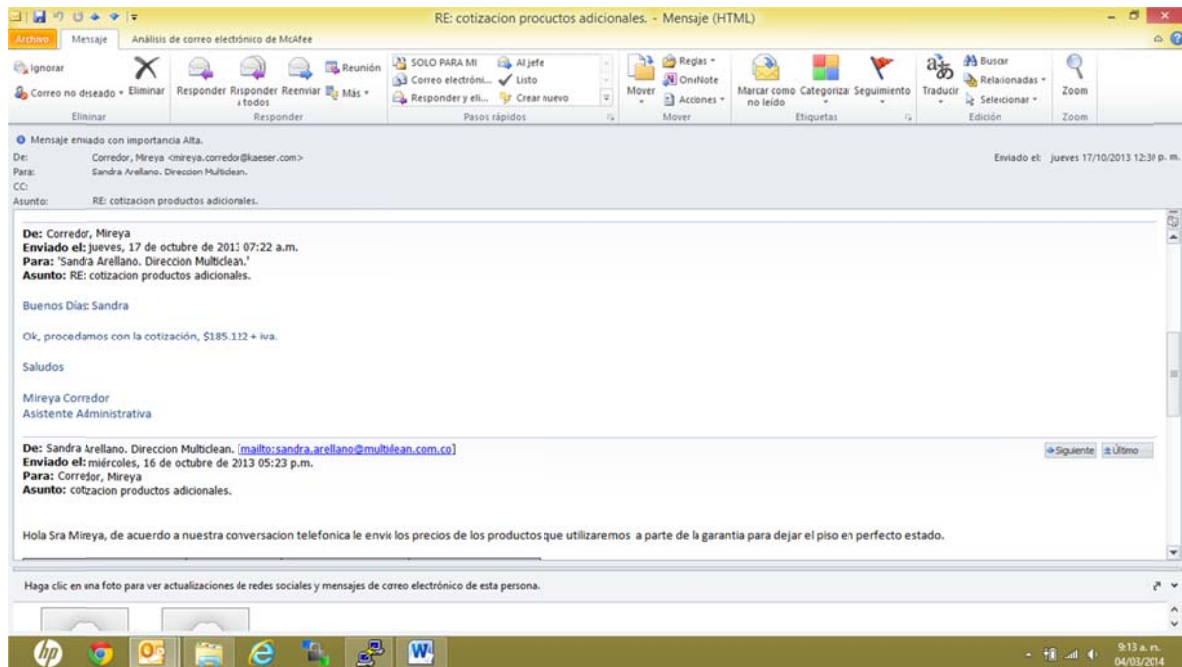 RE: cotizacion procuctos adicionales. - Mensaje (HTML)
Archivo Mensaje Análisis de correo electrónico de McAfee
Ignorar
Correo no deseado
Eliminar
Responder
Responder a todos
Reenviar
Reunión
Más
SOLO PARA MI
Correo electróni...
Responder y eli...
Al jefe
Listo
Crear nuevo
Mover
Reglas
OneNote
Acciones
Marcar como no leído
Categorizar
Seguimiento
Traducir
Buscar
Relacionadas
Seleccionar
Zoom
Eliminar Responder Pasos rápidos Mover Etiquetas Edición Zoom
Mensaje enviado con importancia Alta.
De: Corredor, Mireya <mireya.corredor@kaeser.com> Enviado el: jueves 17/10/2013 12:30 p. m.
Para: Sandra Arellano. Direccion Multiclean.
CC:
Asunto: RE: cotizacion productos adicionales.
De: Corredor, Mireya
Enviado el: jueves, 17 de octubre de 2013 07:22 a.m.
Para: 'Sandra Arellano. Direccion Multiclean.'
Asunto: RE: cotizacion productos adicionales.
Buenos Días: Sandra
Ok, procedamos con la cotización, $185.112 + iva.
Saludos
Mireya Corredor
Asistente Administrativa
De: Sandra Arellano. Direccion Multiclean. [mailto:sandra.arellano@multiclean.com.co]
Siguiente Último
Enviado el: miércoles, 16 de octubre de 2013 05:23 p.m.
Para: Corredor, Mireya
Asunto: cotizacion productos adicionales.
Hola Sra Mireya, de acuerdo a nuestra conversacion telefonica le envio los precios de los productos que utilizaremos a parte de la garantia para dejar el piso en perfecto estado.
Haga clic en una foto para ver actualizaciones de redes sociales y mensajes de correo electrónico de esta persona.
hp
9:13 a. m.
04/03/2014